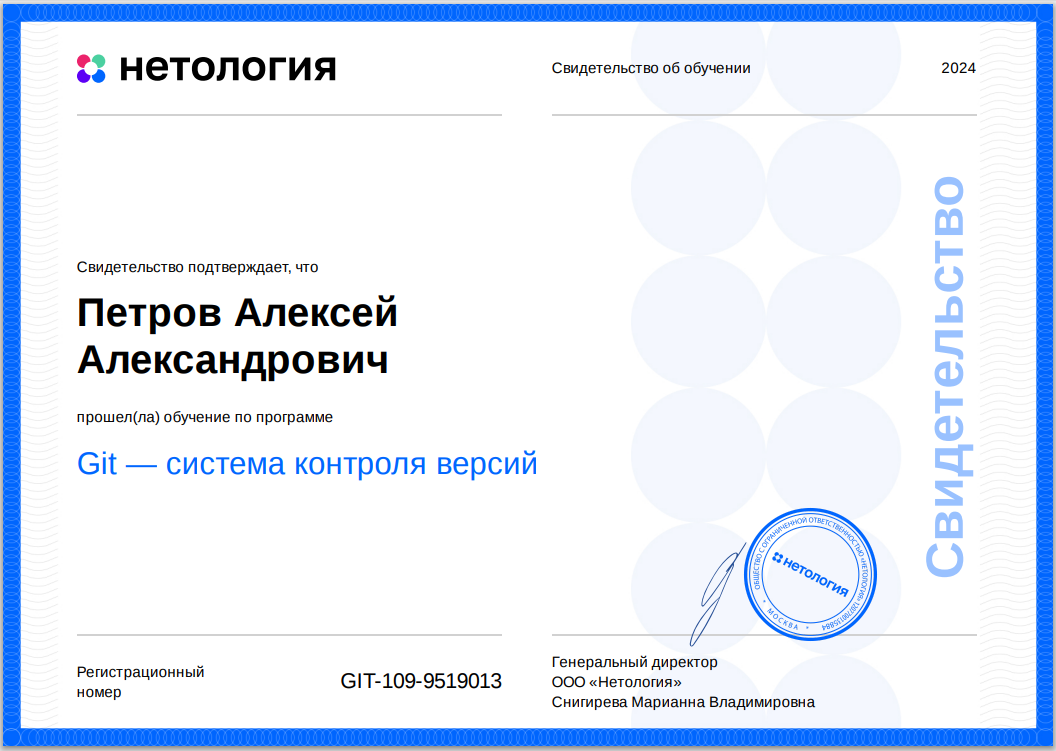 нетология
Свидетельство об обучении
2024
Свидетельство подтверждает, что
Петров Алексей
Александрович
прошел(ла) обучение по программе
Git — система контроля версий
Свидетельство
ОБЩЕСТВО С ОГРАНИЧЕННОЙ ОТВЕТСТВЕННОСТЬЮ «НЕТОЛОГИЯ»
* МОСКВА *
нетология
Регистрационный
номер
GIT-109-9519013
Генеральный директор
ООО «Нетология»
Снигирева Марианна Владимировна